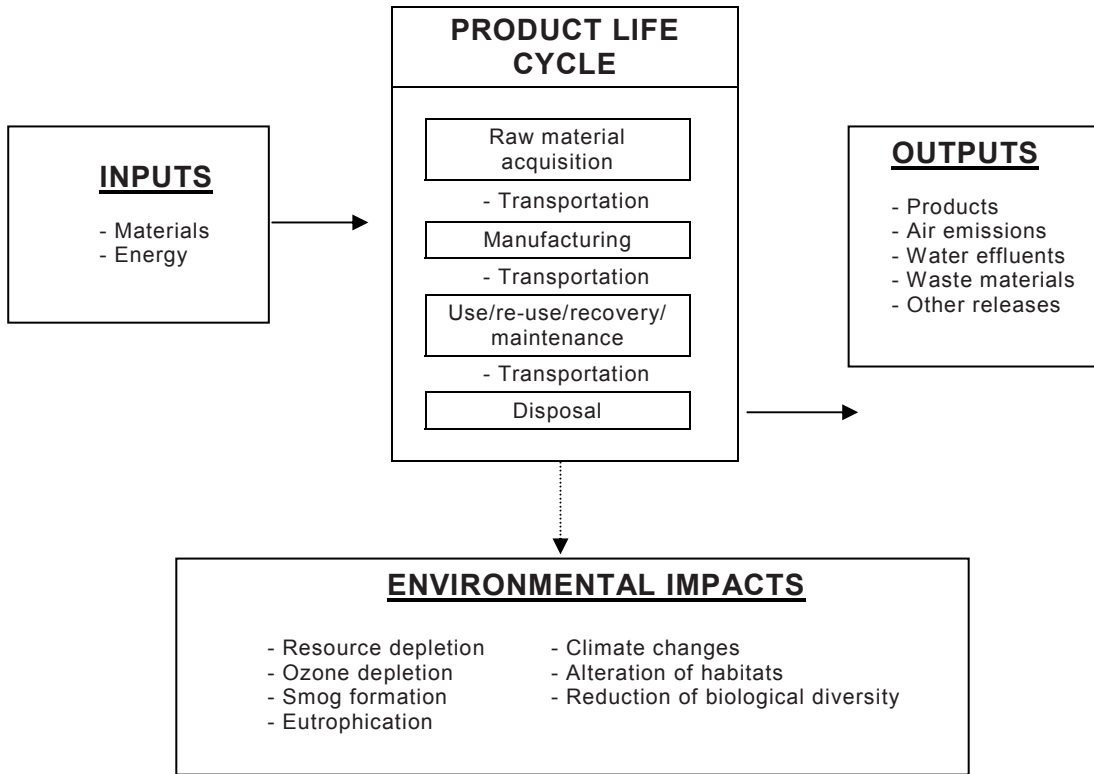 PRODUCT LIFE
CYCLE
Raw material
acquisition
- Transportation
Manufacturing
- Transportation
Use/re-use/recovery/
maintenance
- Transportation
Disposal
INPUTS
- Materials
- Energy
OUTPUTS
- Products
- Air emissions
- Water effluents
- Waste materials
- Other releases
ENVIRONMENTAL IMPACTS
- Resource depletion
- Ozone depletion
- Smog formation
- Eutrophication
- Climate changes
- Alteration of habitats
- Reduction of biological diversity